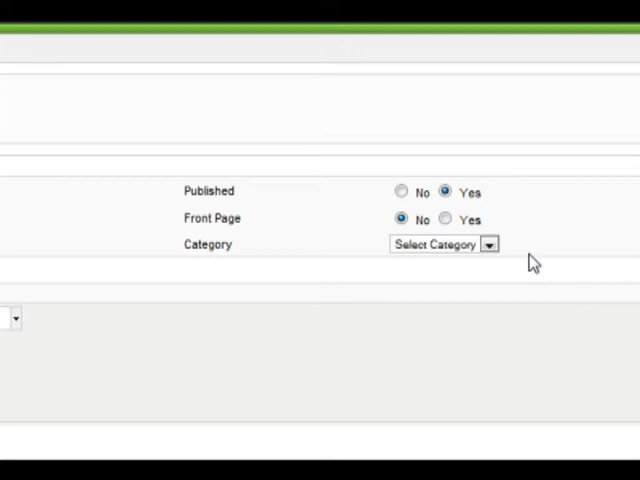 Published No Yes
Front Page No Yes
Category Select Category